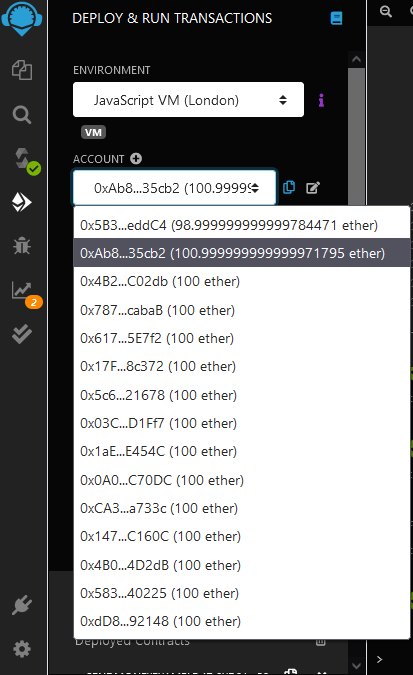 DEPLOY & RUN TRANSACTIONS
ENVIRONMENT
JavaScript VM (London)
VM
ACCOUNT
0xAb8...35cb2 (100.9999
0x5B3...eddC4 (98.999999999999784471 ether)
0xAb8...35cb2 (100.999999999999971795 ether)
0x4B2...C02db (100 ether)
0x787...cabaB (100 ether)
0x617...5E7f2 (100 ether)
0x17F...8c372 (100 ether)
0x5c6...21678 (100 ether)
0x03C...D1Ff7 (100 ether)
0x1aE...E454C (100 ether)
0x0A0...C70DC (100 ether)
0xCA3...a733c (100 ether)
0x147...C160C (100 ether)
0x4B0...4D2dB (100 ether)
0x583...40225 (100 ether)
0xdD8...92148 (100 ether)
2
Deployed Contracts